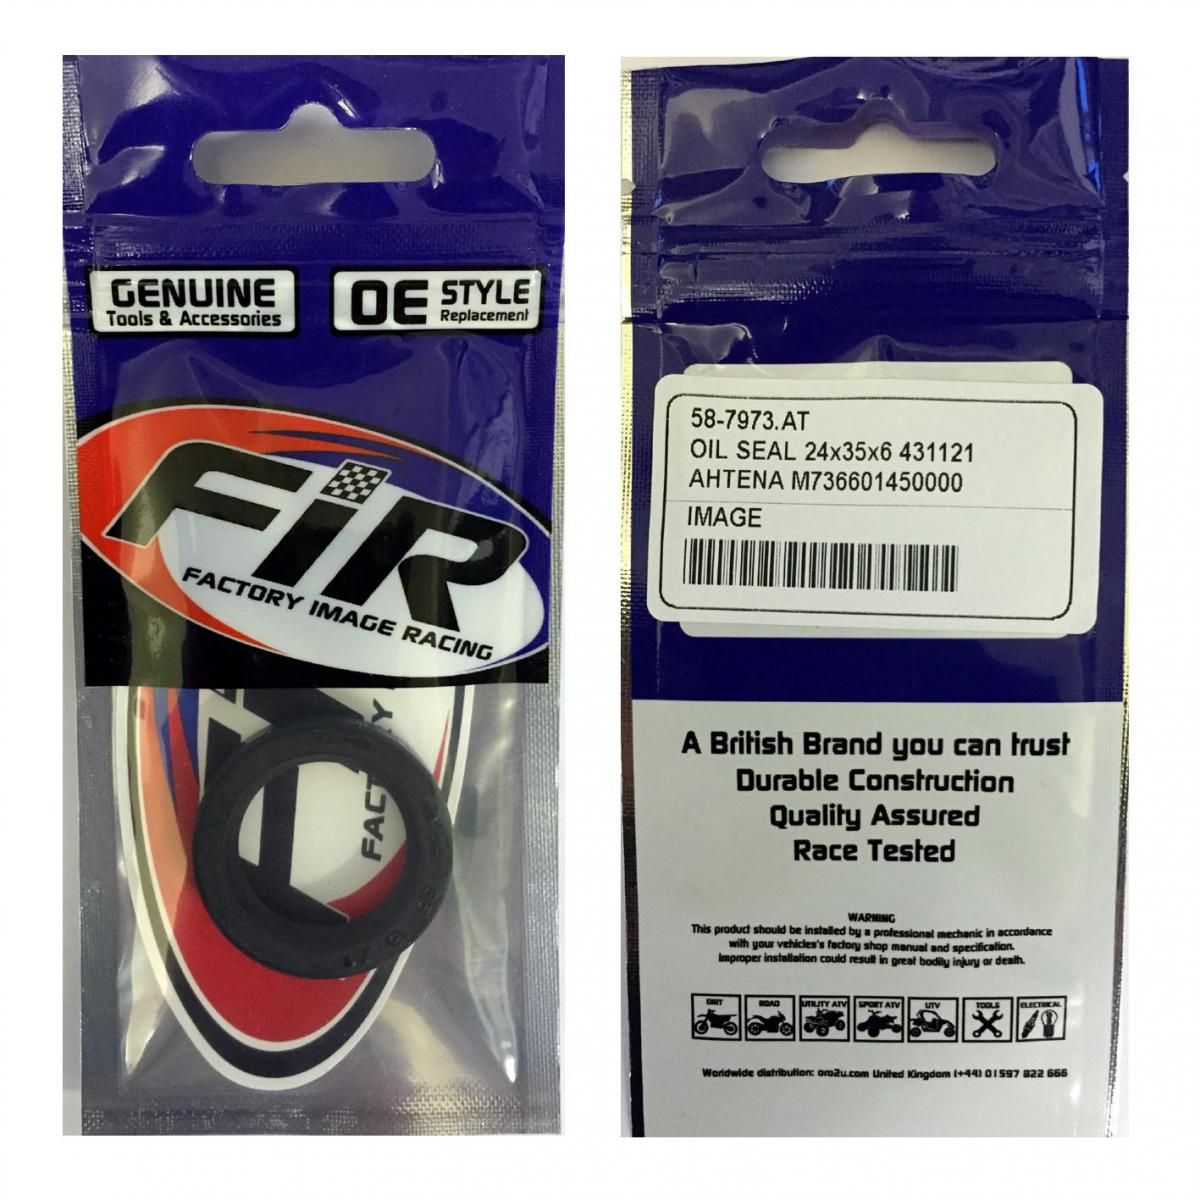 GENUINE
Tools & Accessories
OE STYLE
Replacement
FiR
FACTORY IMAGE RACING
FACTORY
58-7973.AT
OIL SEAL 24x35x6 431121
AHTENA M736601450000
IMAGE
A British Brand you can trust
Durable Construction
Quality Assured
Race Tested
WARNING
This product should be installed by a professional mechanic in accordance
with your vehicles's factory shop manual and specification.
Improper installation could result in great bodily injury or death.
DIRT ROAD UTILITY ATV SPORT ATV UTV TOOLS ELECTRICAL
Worldwide distribution: oro2u.com United Kingdom (+44) 01597 822 666